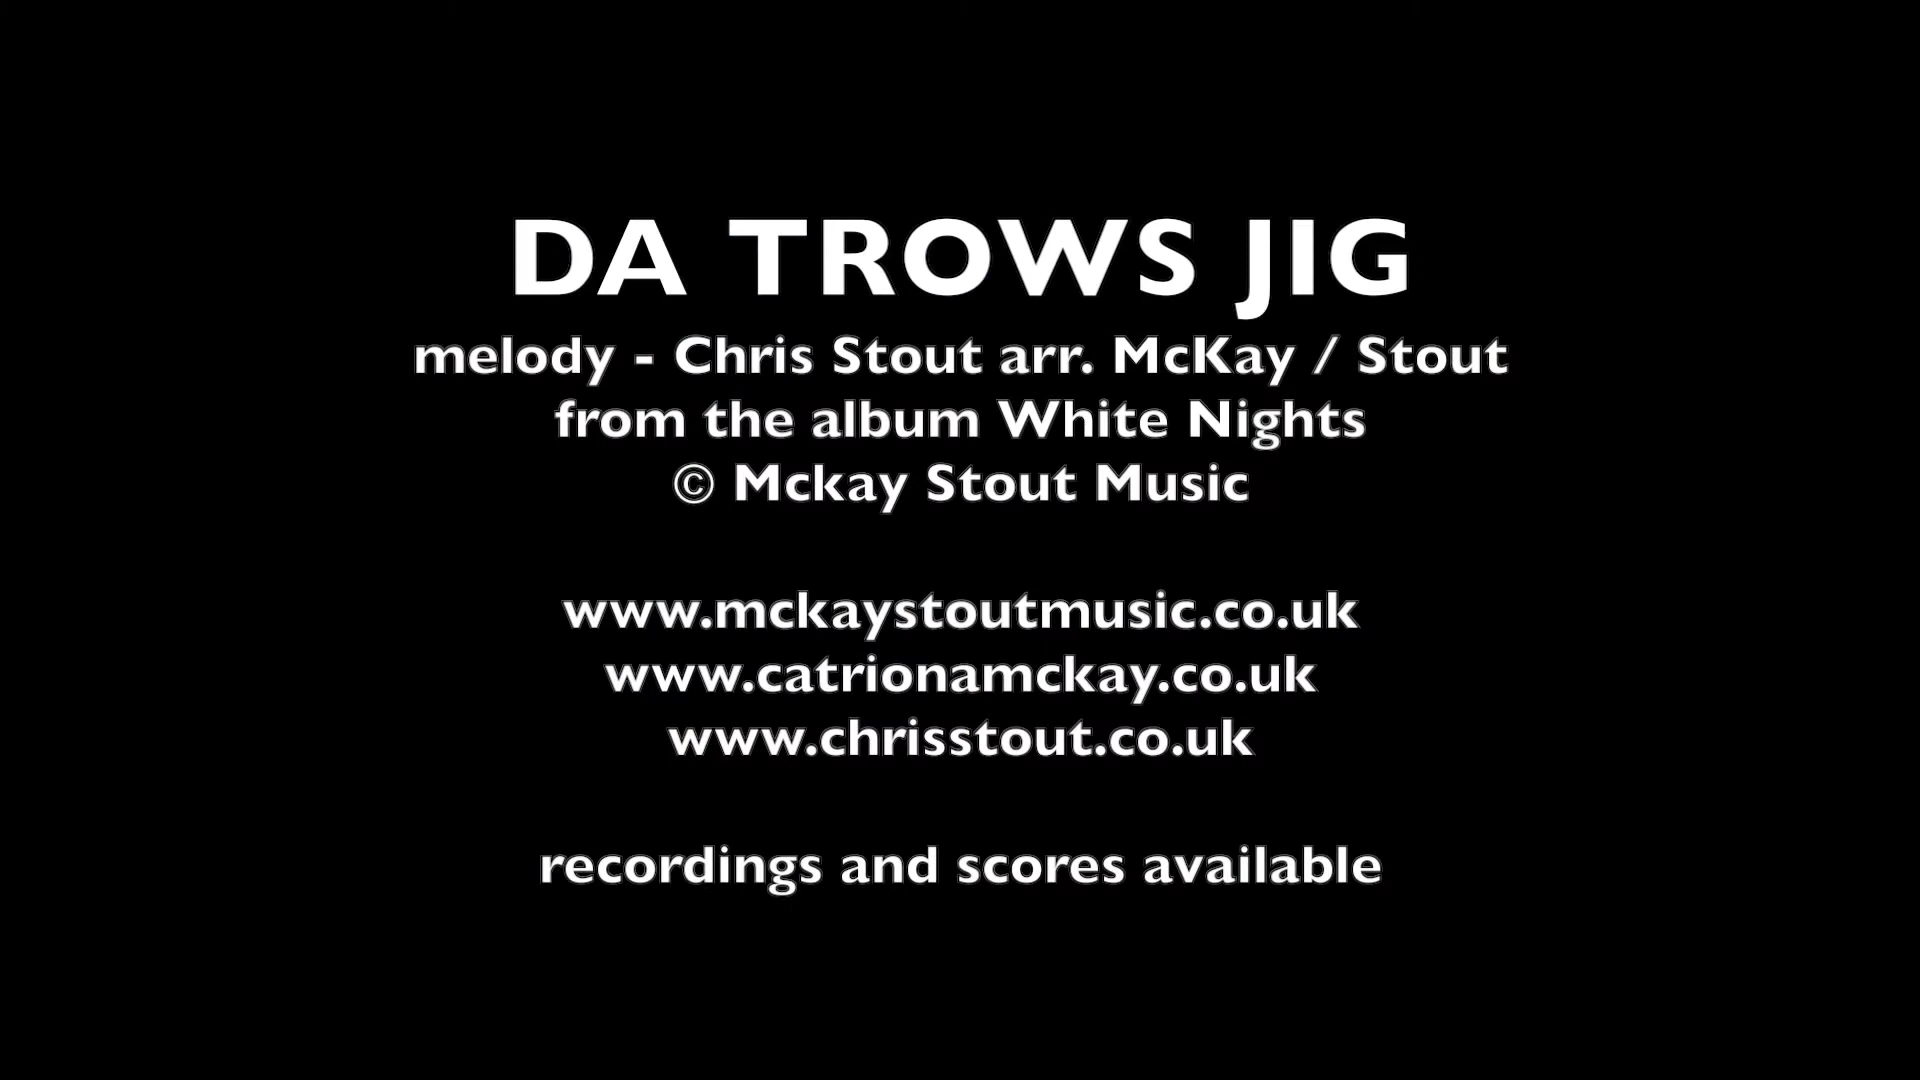 DA TROWS JIG
melody - Chris Stout arr. McKay / Stout
from the album White Nights
© Mckay Stout Music
www.mckaystoutmusic.co.uk
www.catrionamckay.co.uk
www.chrisstout.co.uk
recordings and scores available